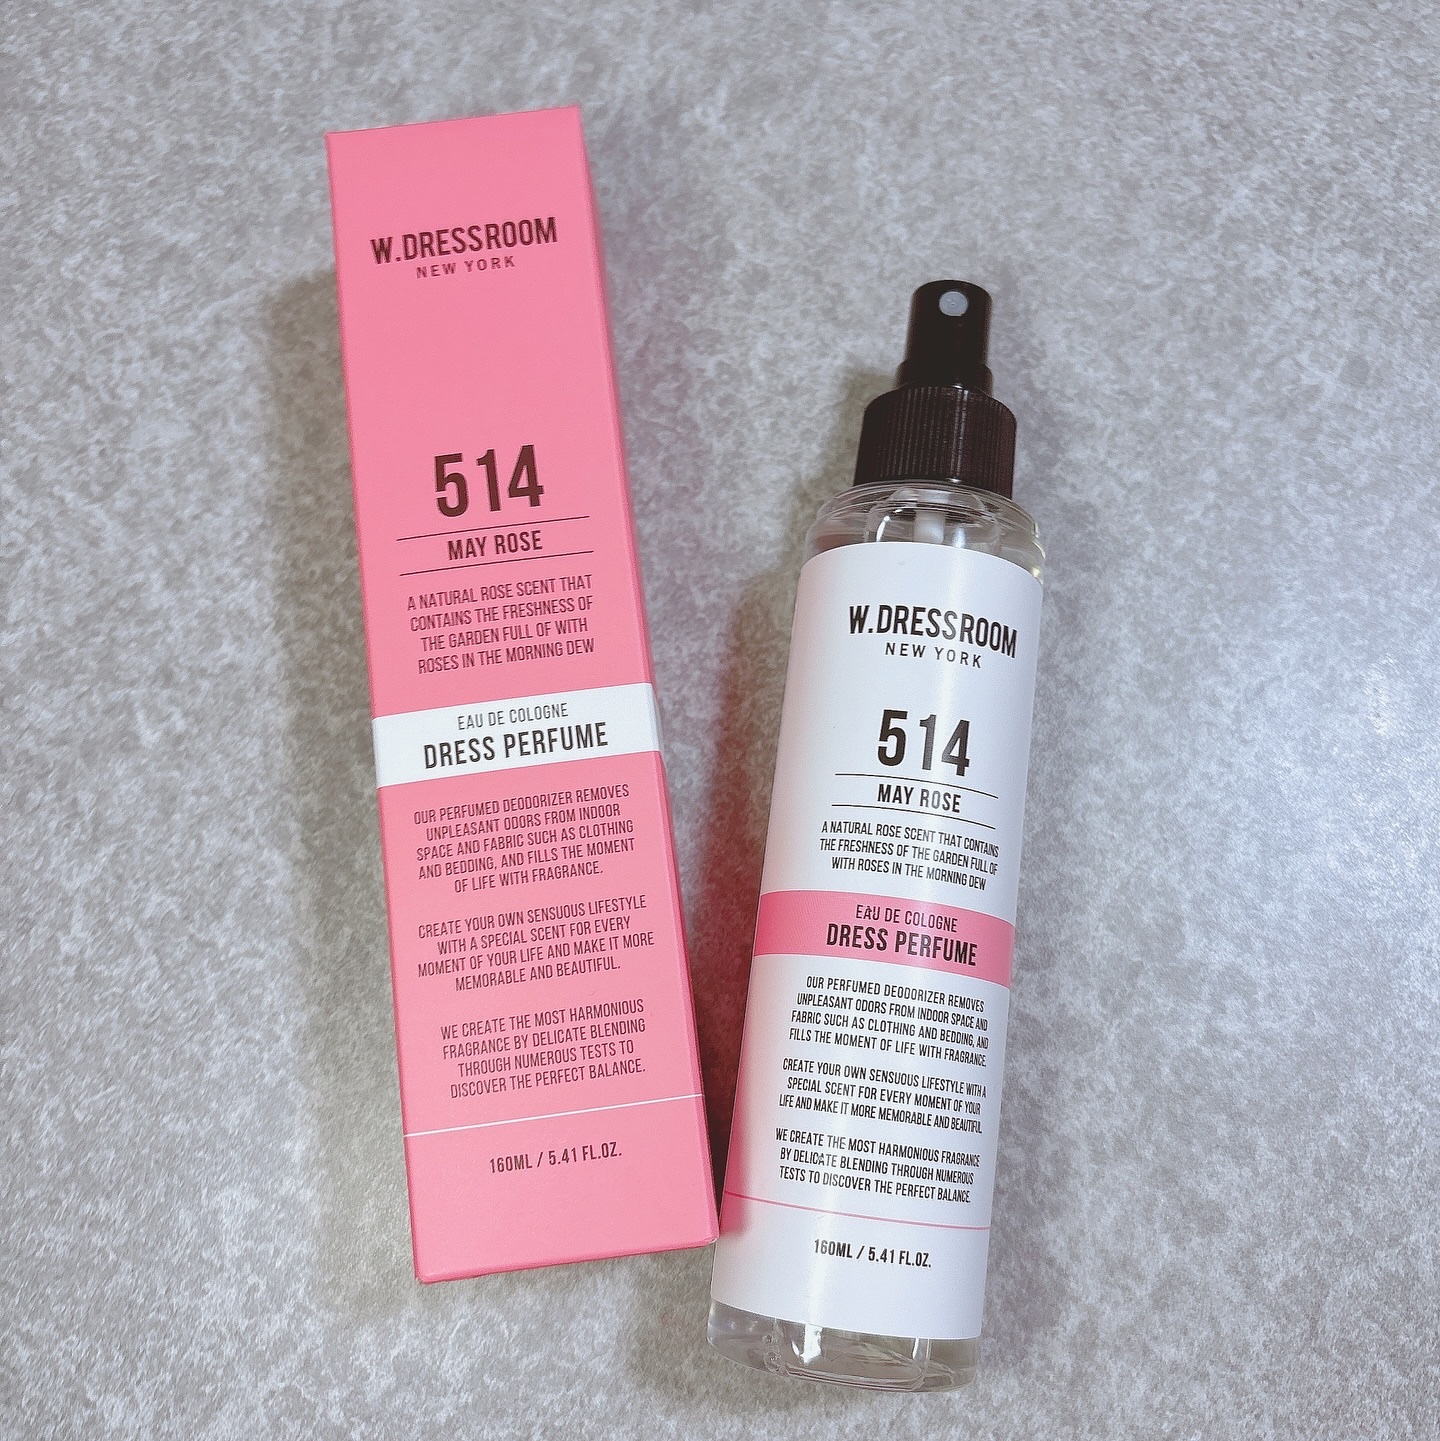 W.DRESSROOM
NEW YORK
514
MAY ROSE
A NATURAL ROSE SCENT THAT
CONTAINS THE FRESHNESS OF
THE GARDEN FULL OF WITH
ROSES IN THE MORNING DEW
EAU DE COLOGNE
DRESS PERFUME
OUR PERFUMED DEODORIZER REMOVES
UNPLEASANT ODORS FROM INDOOR
SPACE AND FABRIC SUCH AS CLOTHING
AND BEDDING, AND FILLS THE MOMENT
OF LIFE WITH FRAGRANCE.
CREATE YOUR OWN SENSUOUS LIFESTYLE
WITH A SPECIAL SCENT FOR EVERY
MOMENT OF YOUR LIFE AND MAKE IT MORE
MEMORABLE AND BEAUTIFUL.
WE CREATE THE MOST HARMONIOUS
FRAGRANCE BY DELICATE BLENDING
THROUGH NUMEROUS TESTS TO
DISCOVER THE PERFECT BALANCE.
160ML / 5.41 FL.OZ.
W.DRESSROOM
NEW YORK
514
MAY ROSE
A NATURAL ROSE SCENT THAT CONTAINS
THE FRESHNESS OF THE GARDEN FULL OF
WITH ROSES IN THE MORNING DEW
EAU DE COLOGNE
DRESS PERFUME
OUR PERFUMED DEODORIZER REMOVES
UNPLEASANT ODORS FROM INDOOR SPACE AND
FABRIC SUCH AS CLOTHING AND BEDDING, AND
FILLS THE MOMENT OF LIFE WITH FRAGRANCE.
CREATE YOUR OWN SENSUOUS LIFESTYLE WITH A
SPECIAL SCENT FOR EVERY MOMENT OF YOUR
LIFE AND MAKE IT MORE MEMORABLE AND BEAUTIFUL
WE CREATE THE MOST HARMONIOUS FRAGRANCE
BY DELICATE BLENDING THROUGH NUMEROUS
TESTS TO DISCOVER THE PERFECT BALANCE.
160ML / 5.41 FL.OZ.